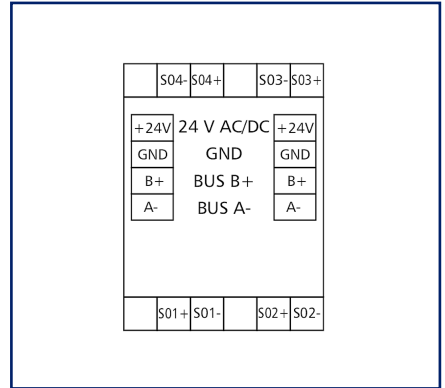 S04- S04+ S03- S03+
+24V 24 V AC/DC +24V
GND GND GND
B+ BUS B+ B+
A- BUS A- A-
S01+ S01- S02+ S02-